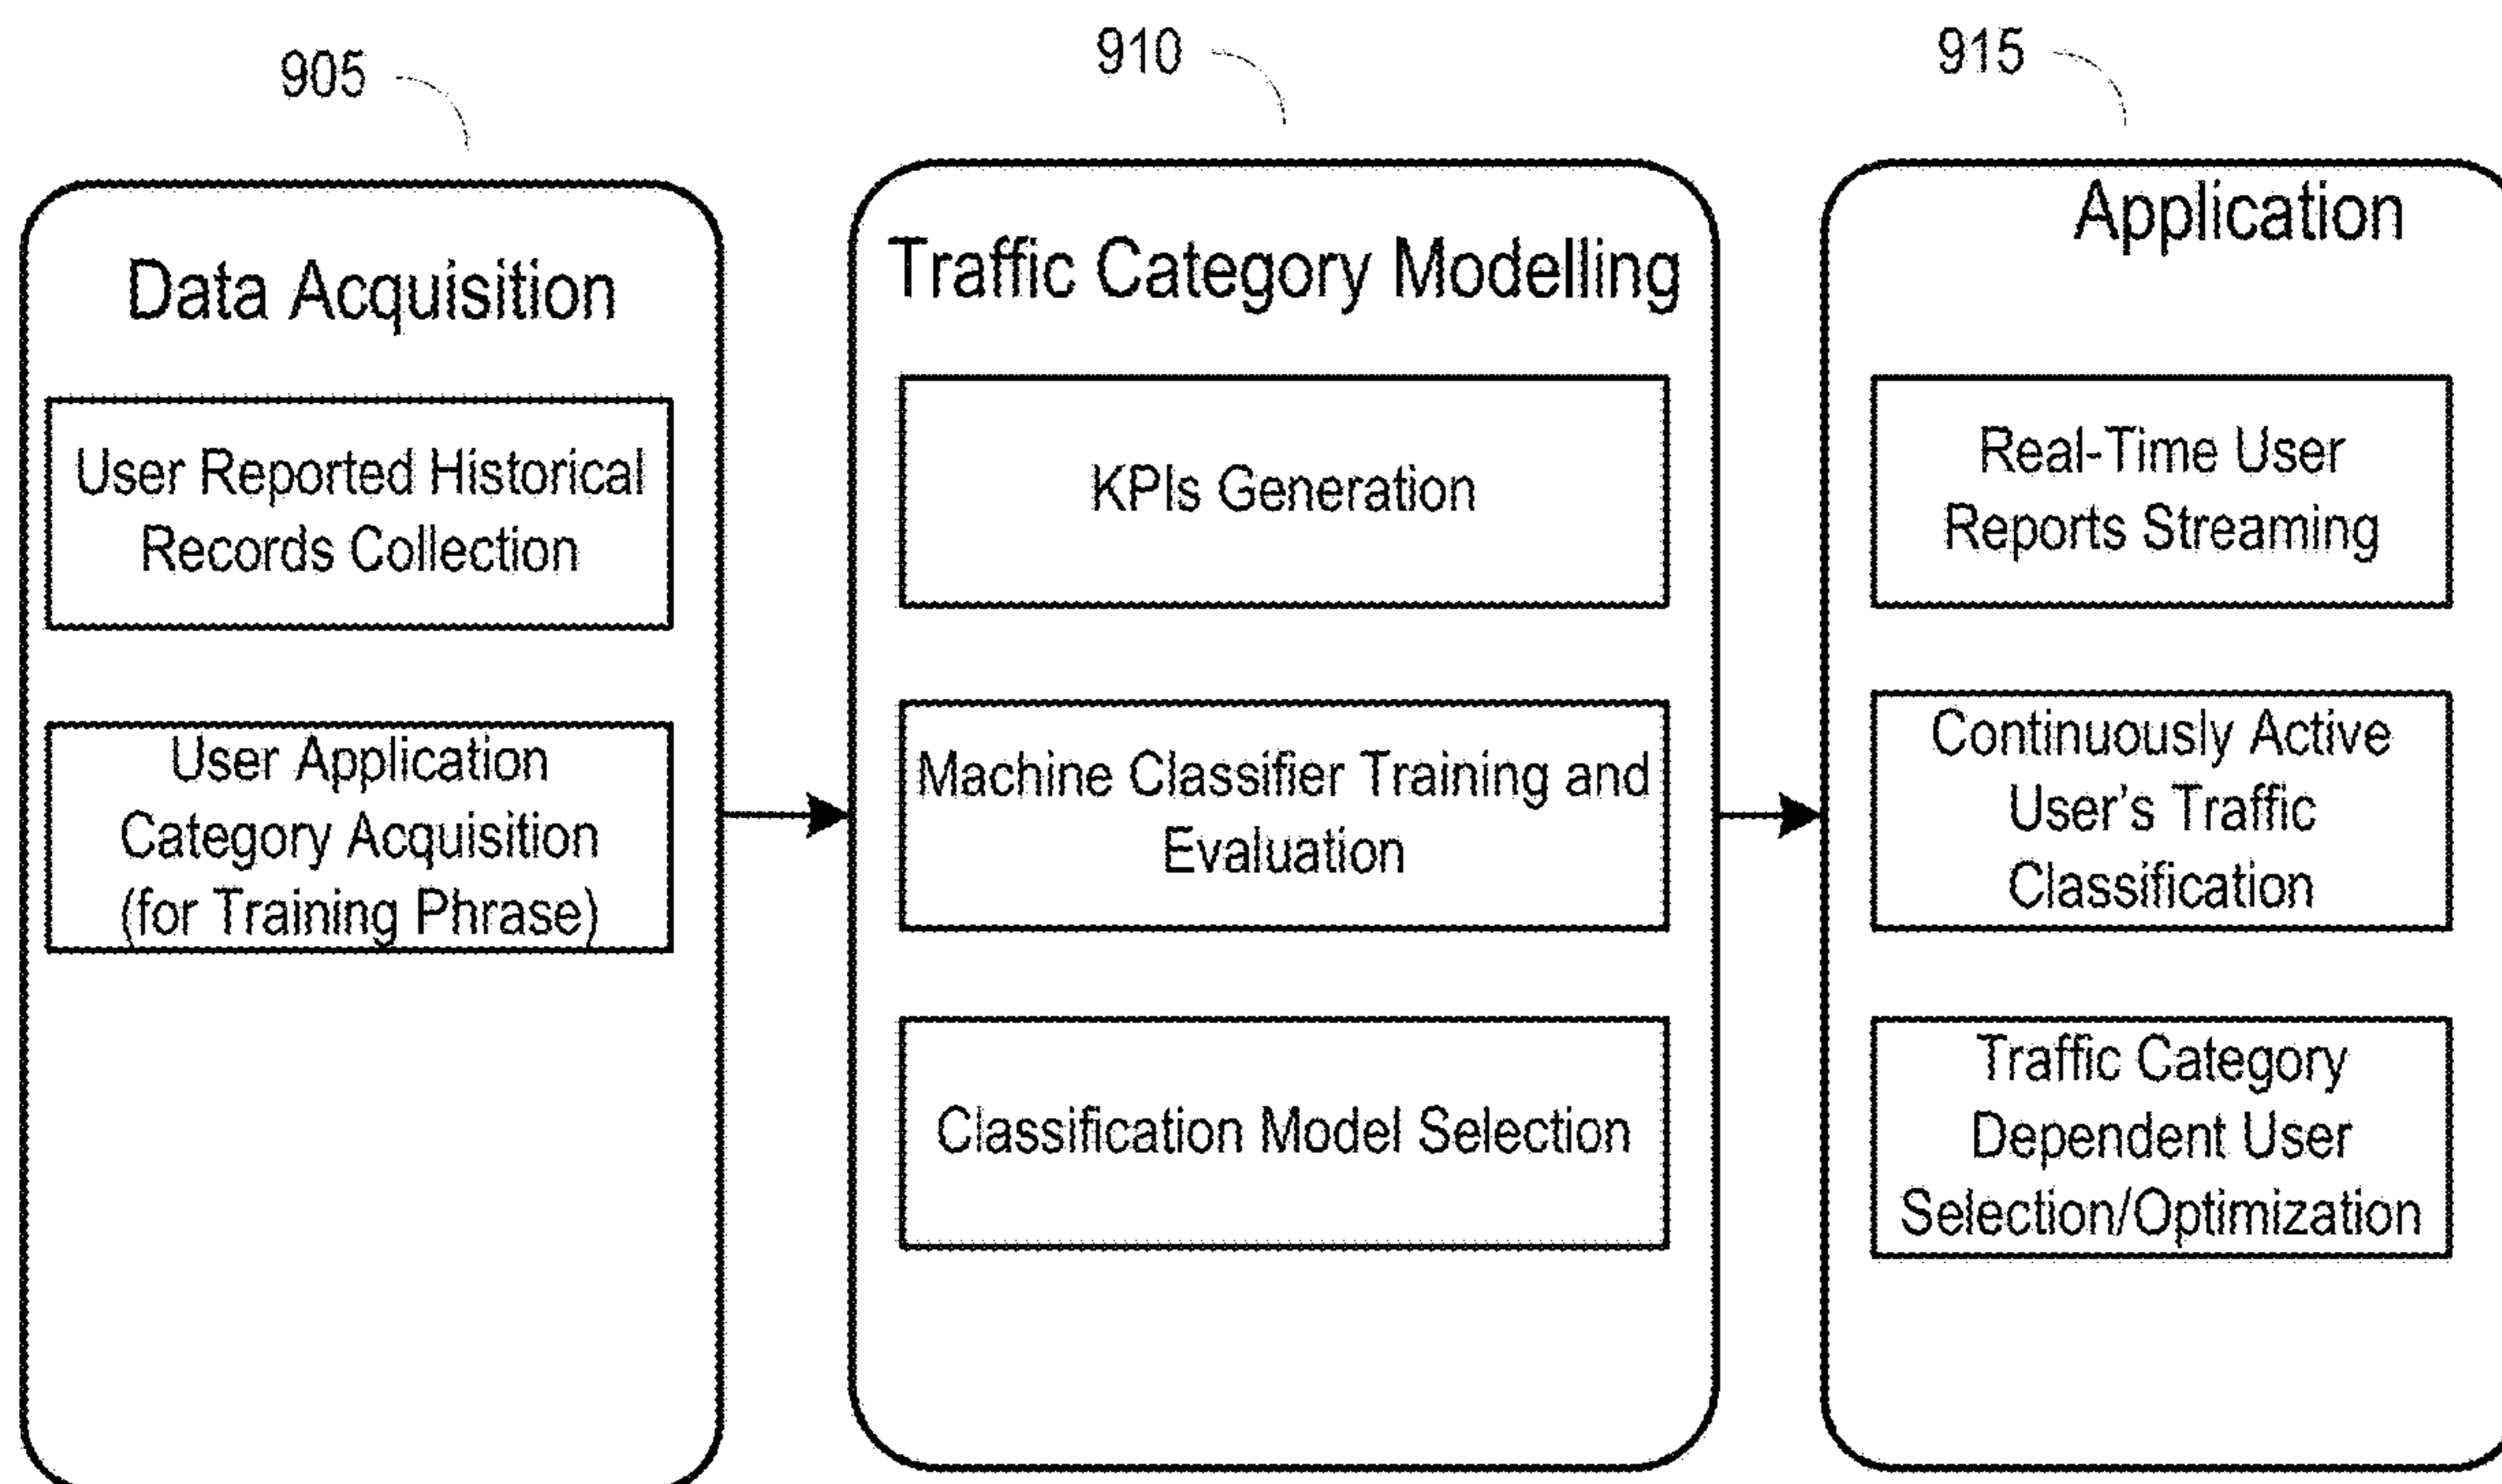 905
Data Acquisition
User Reported Historical
Records Collection
User Application
Category Acquisition
(for Training Phrase)
910
Traffic Category Modelling
KPIs Generation
Machine Classifier Training and
Evaluation
Classification Model Selection
915
Application
Real-Time User
Reports Streaming
Continuously Active
User's Traffic
Classification
Traffic Category
Dependent User
Selection/Optimization